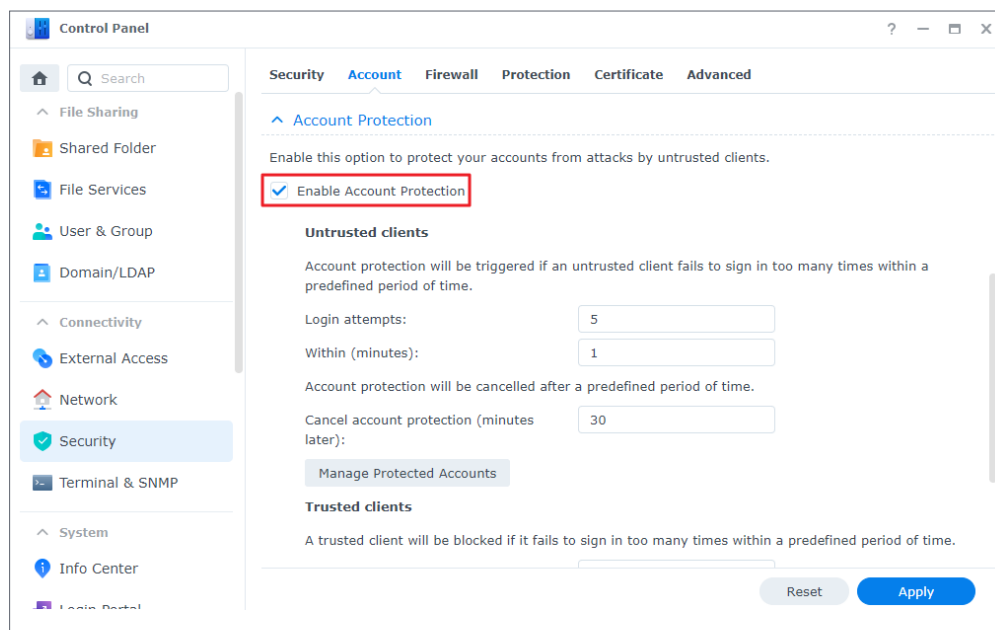 Control Panel
?
Search
File Sharing
Shared Folder
File Services
User & Group
Domain/LDAP
Connectivity
External Access
Network
Security
Terminal & SNMP
System
Info Center
Login Portal
Security Account Firewall Protection Certificate Advanced
Account Protection
Enable this option to protect your accounts from attacks by untrusted clients.
Enable Account Protection
Untrusted clients
Account protection will be triggered if an untrusted client fails to sign in too many times within a
predefined period of time.
Login attempts: 5
Within (minutes): 1
Account protection will be cancelled after a predefined period of time.
Cancel account protection (minutes 30
later):
Manage Protected Accounts
Trusted clients
A trusted client will be blocked if it fails to sign in too many times within a predefined period of time.
Reset Apply